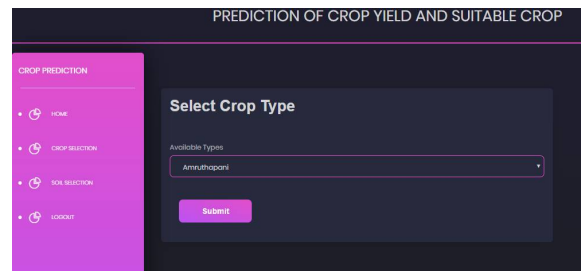 PREDICTION OF CROP YIELD AND SUITABLE CROP
CROP PREDICTION
HOME
CROP SELECTION
SOIL SELECTION
LOGOUT
Select Crop Type
Available Types
Amruthapani
Submit